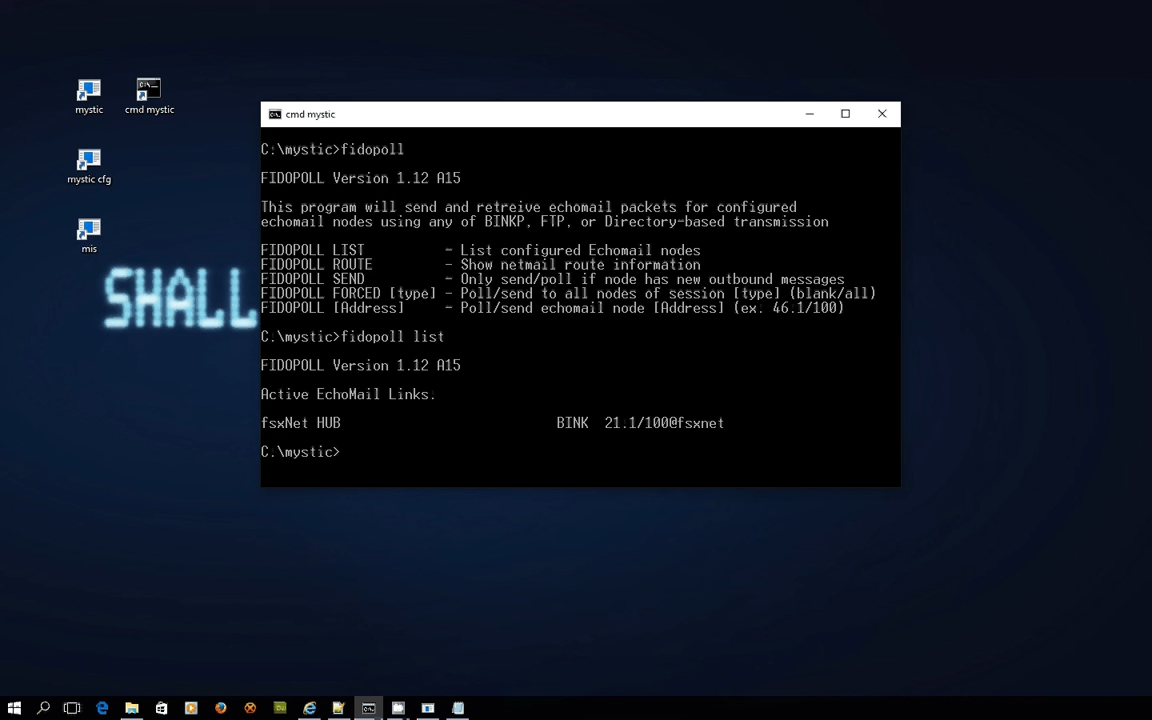 mystic
cmd mystic
mystic cfg
mis
SHALL
cmd mystic
C:\mystic>fidopoll
FIDOPOLL Version 1.12 A15
This program will send and retreive echomail packets for configured
echomail nodes using any of BINKP, FTP, or Directory-based transmission
FIDOPOLL LIST - List configured Echomail nodes
FIDOPOLL ROUTE - Show netmail route information
FIDOPOLL SEND - Only send/poll if node has new outbound messages
FIDOPOLL FORCED [type] - Poll/send to all nodes of session [type] (blank/all)
FIDOPOLL [Address] - Poll/send echomail node [Address] (ex. 46.1/100)
C:\mystic>fidopoll list
FIDOPOLL Version 1.12 A15
Active EchoMail Links.
fsxNet HUB BINK 21.1/100@fsxnet
C:\mystic>